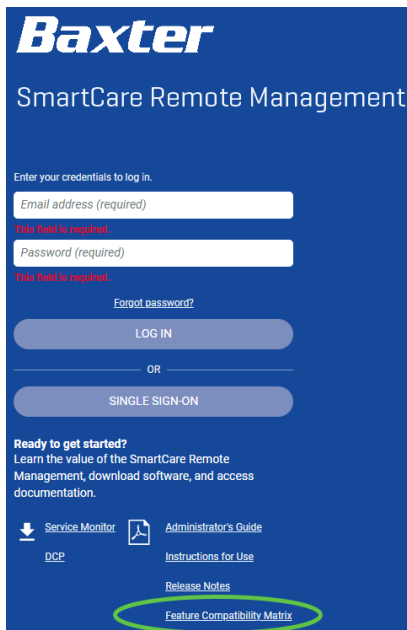 Baxter
SmartCare Remote Management
Enter your credentials to log in.
Email address (required)
This field is required.
Password (required)
This field is required.
Forgot password?
LOG IN
OR
SINGLE SIGN-ON
Ready to get started?
Learn the value of the SmartCare Remote
Management, download software, and access
documentation.
Service Monitor
Administrator's Guide
DCP
Instructions for Use
Release Notes
Feature Compatibility Matrix